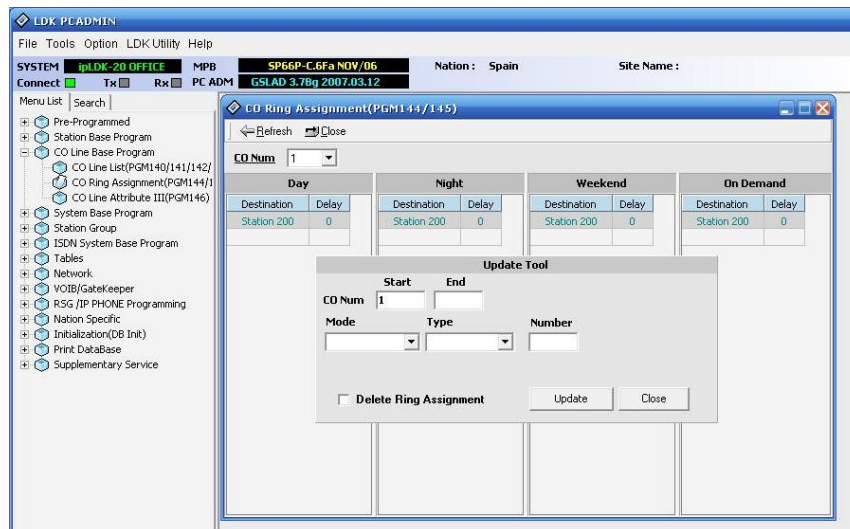 LDK PCADMIN
File Tools Option LDK Utility Help
SYSTEM ipLDK-20 OFFICE MPB SP66P-C.6Fa NOV/06 Nation : Spain Site Name :
Connect Tx Rx PC ADM GSLAD 3.7Bg 2007.03.12
Menu List Search
Pre-Programmed
Station Base Program
CO Line Base Program
CO Line List(PGM140/141/142/
CO Ring Assignment(PGM144/1
CO Line Attribute III(PGM146)
System Base Program
Station Group
ISDN System Base Program
Tables
Network
VOIB/GateKeeper
RSG /IP PHONE Programming
Nation Specific
Initialization(DB Init)
Print DataBase
Supplementary Service
CO Ring Assignment(PGM144/145)
Refresh Close
CO Num 1
Day Night Weekend On Demand
Destination Delay Destination Delay Destination Delay Destination Delay
Station 200 0 Station 200 0 Station 200 0 Station 200 0
Update Tool
Start End
CO Num 1
Mode Type Number
Delete Ring Assignment Update Close